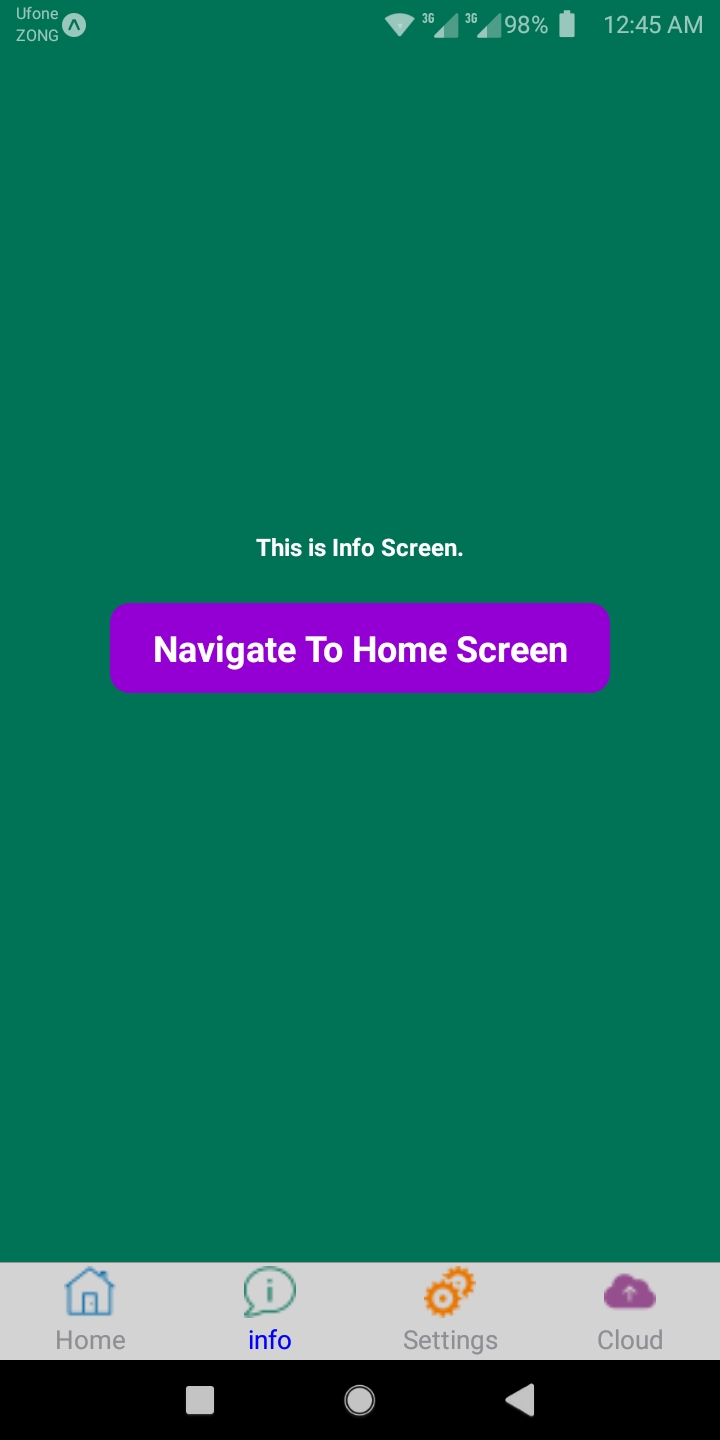 Ufone
ZONG
3G 3G 98% 12:45 AM
This is Info Screen.
Navigate To Home Screen
Home info Settings Cloud